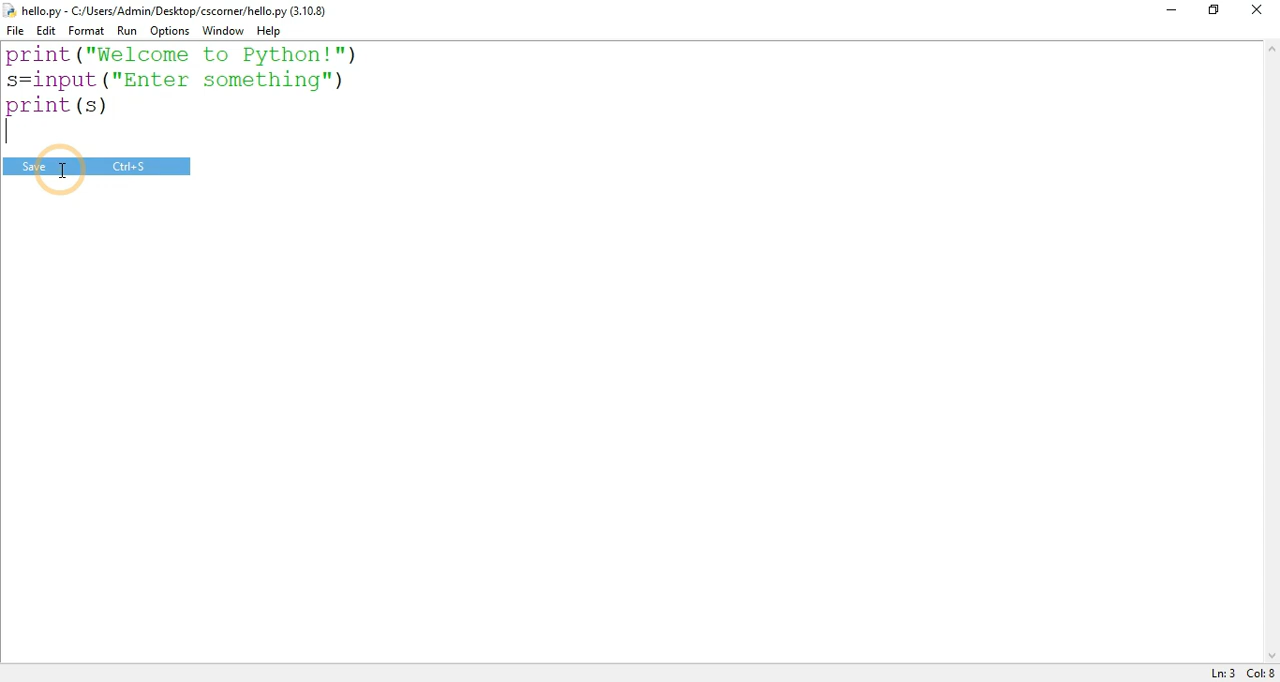 hello.py - C:/Users/Admin/Desktop/cscorner/hello.py (3.10.8)
File Edit Format Run Options Window Help
print("Welcome to Python!")
s=input("Enter something")
print(s)
Save Ctrl+S
Ln: 3 Col: 8